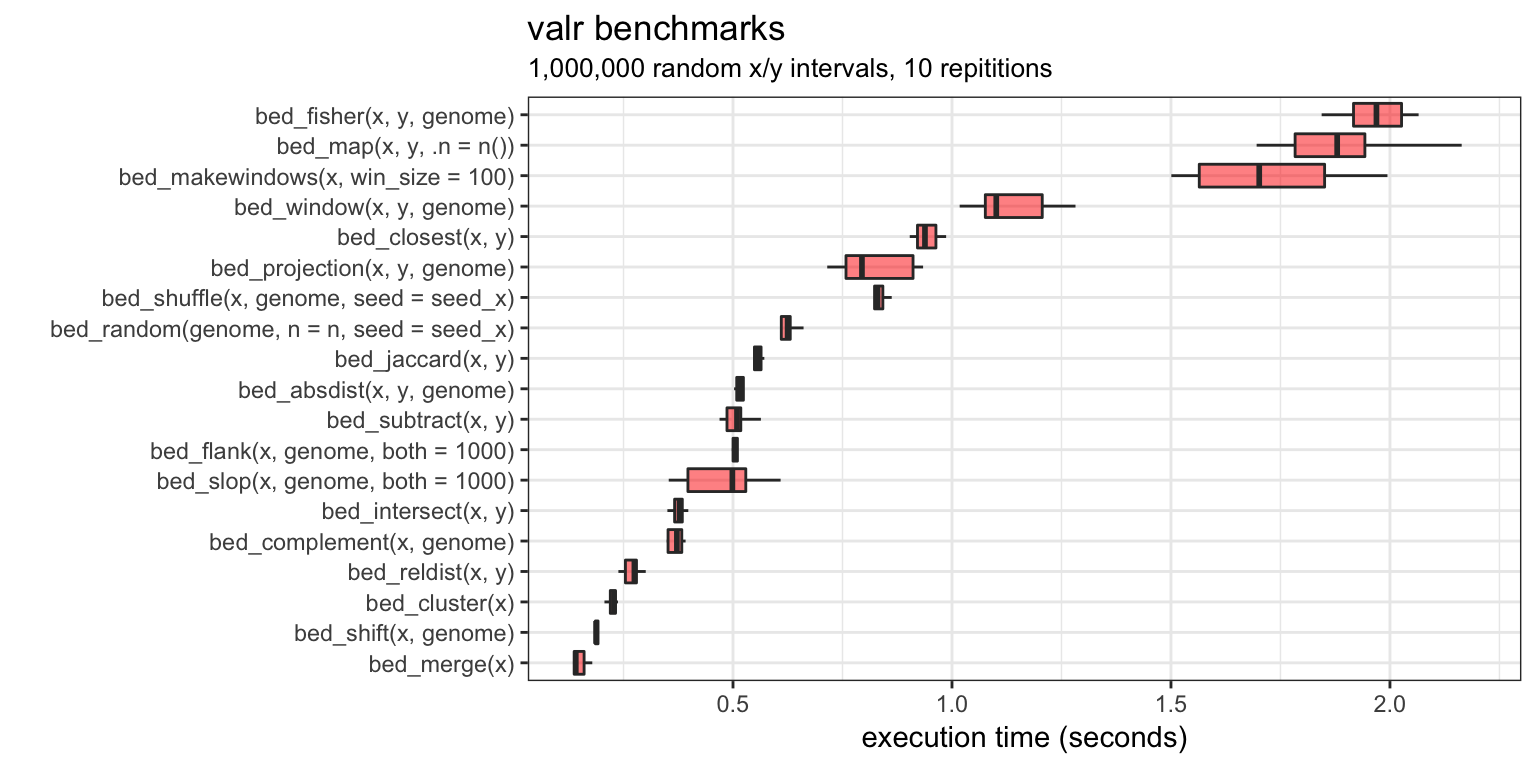 valr benchmarks
1,000,000 random x/y intervals, 10 repititions
bed_fisher(x, y, genome)
bed_map(x, y, .n = n())
bed_makewindows(x, win_size = 100)
bed_window(x, y, genome)
bed_closest(x, y)
bed_projection(x, y, genome)
bed_shuffle(x, genome, seed = seed_x)
bed_random(genome, n = n, seed = seed_x)
bed_jaccard(x, y)
bed_absdist(x, y, genome)
bed_subtract(x, y)
bed_flank(x, genome, both = 1000)
bed_slop(x, genome, both = 1000)
bed_intersect(x, y)
bed_complement(x, genome)
bed_reldist(x, y)
bed_cluster(x)
bed_shift(x, genome)
bed_merge(x)
0.5 1.0 1.5 2.0
execution time (seconds)